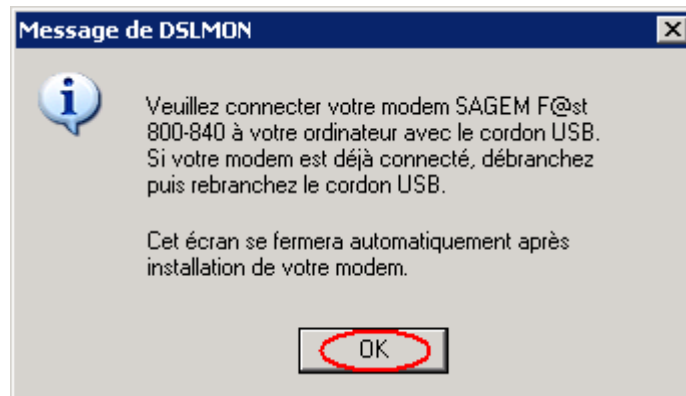 Message de DSLMON
Veuillez connecter votre modem SAGEM F@st
800-840 à votre ordinateur avec le cordon USB.
Si votre modem est déjà connecté, débranchez
puis rebranchez le cordon USB.
Cet écran se fermera automatiquement après
installation de votre modem.
OK